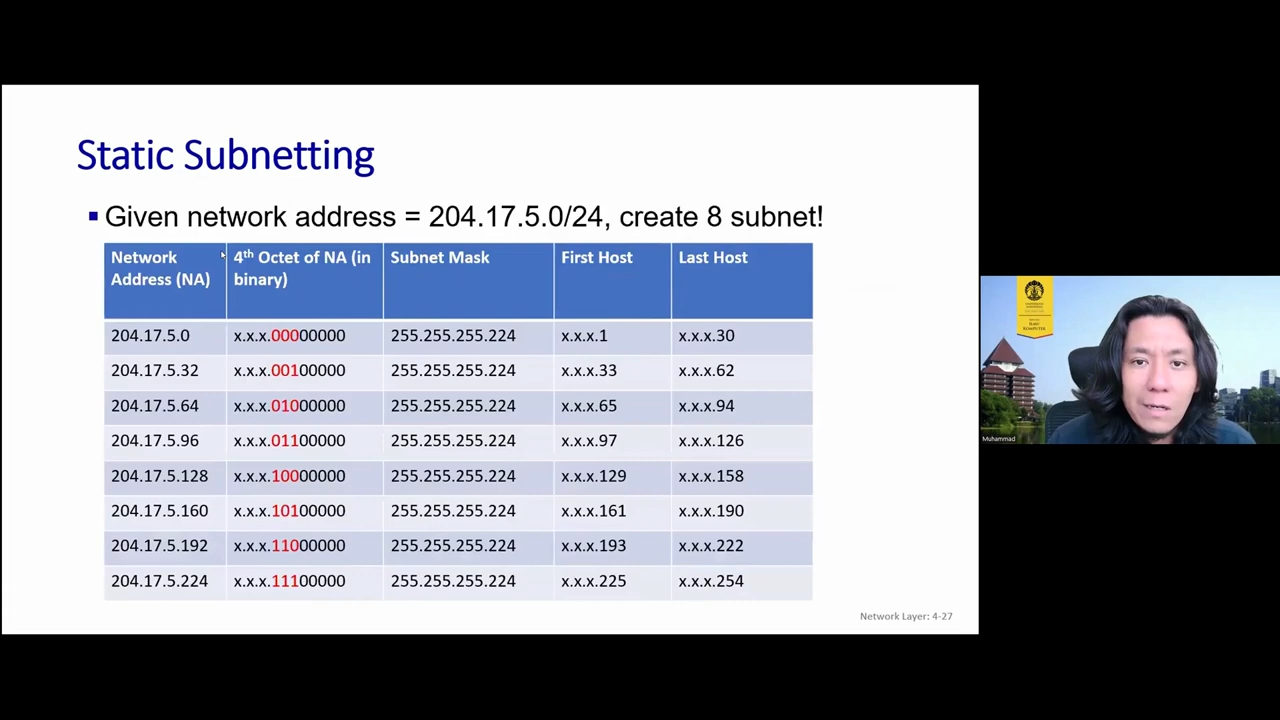 Static Subnetting
▪ Given network address = 204.17.5.0/24, create 8 subnet!
Network Address (NA) | 4th Octet of NA (in binary) | Subnet Mask | First Host | Last Host
204.17.5.0 | x.x.x.00000000 | 255.255.255.224 | x.x.x.1 | x.x.x.30
204.17.5.32 | x.x.x.00100000 | 255.255.255.224 | x.x.x.33 | x.x.x.62
204.17.5.64 | x.x.x.01000000 | 255.255.255.224 | x.x.x.65 | x.x.x.94
204.17.5.96 | x.x.x.01100000 | 255.255.255.224 | x.x.x.97 | x.x.x.126
204.17.5.128 | x.x.x.10000000 | 255.255.255.224 | x.x.x.129 | x.x.x.158
204.17.5.160 | x.x.x.10100000 | 255.255.255.224 | x.x.x.161 | x.x.x.190
204.17.5.192 | x.x.x.11000000 | 255.255.255.224 | x.x.x.193 | x.x.x.222
204.17.5.224 | x.x.x.11100000 | 255.255.255.224 | x.x.x.225 | x.x.x.254
Network Layer: 4-27
ILMU
KOMPUTER
Muhammad